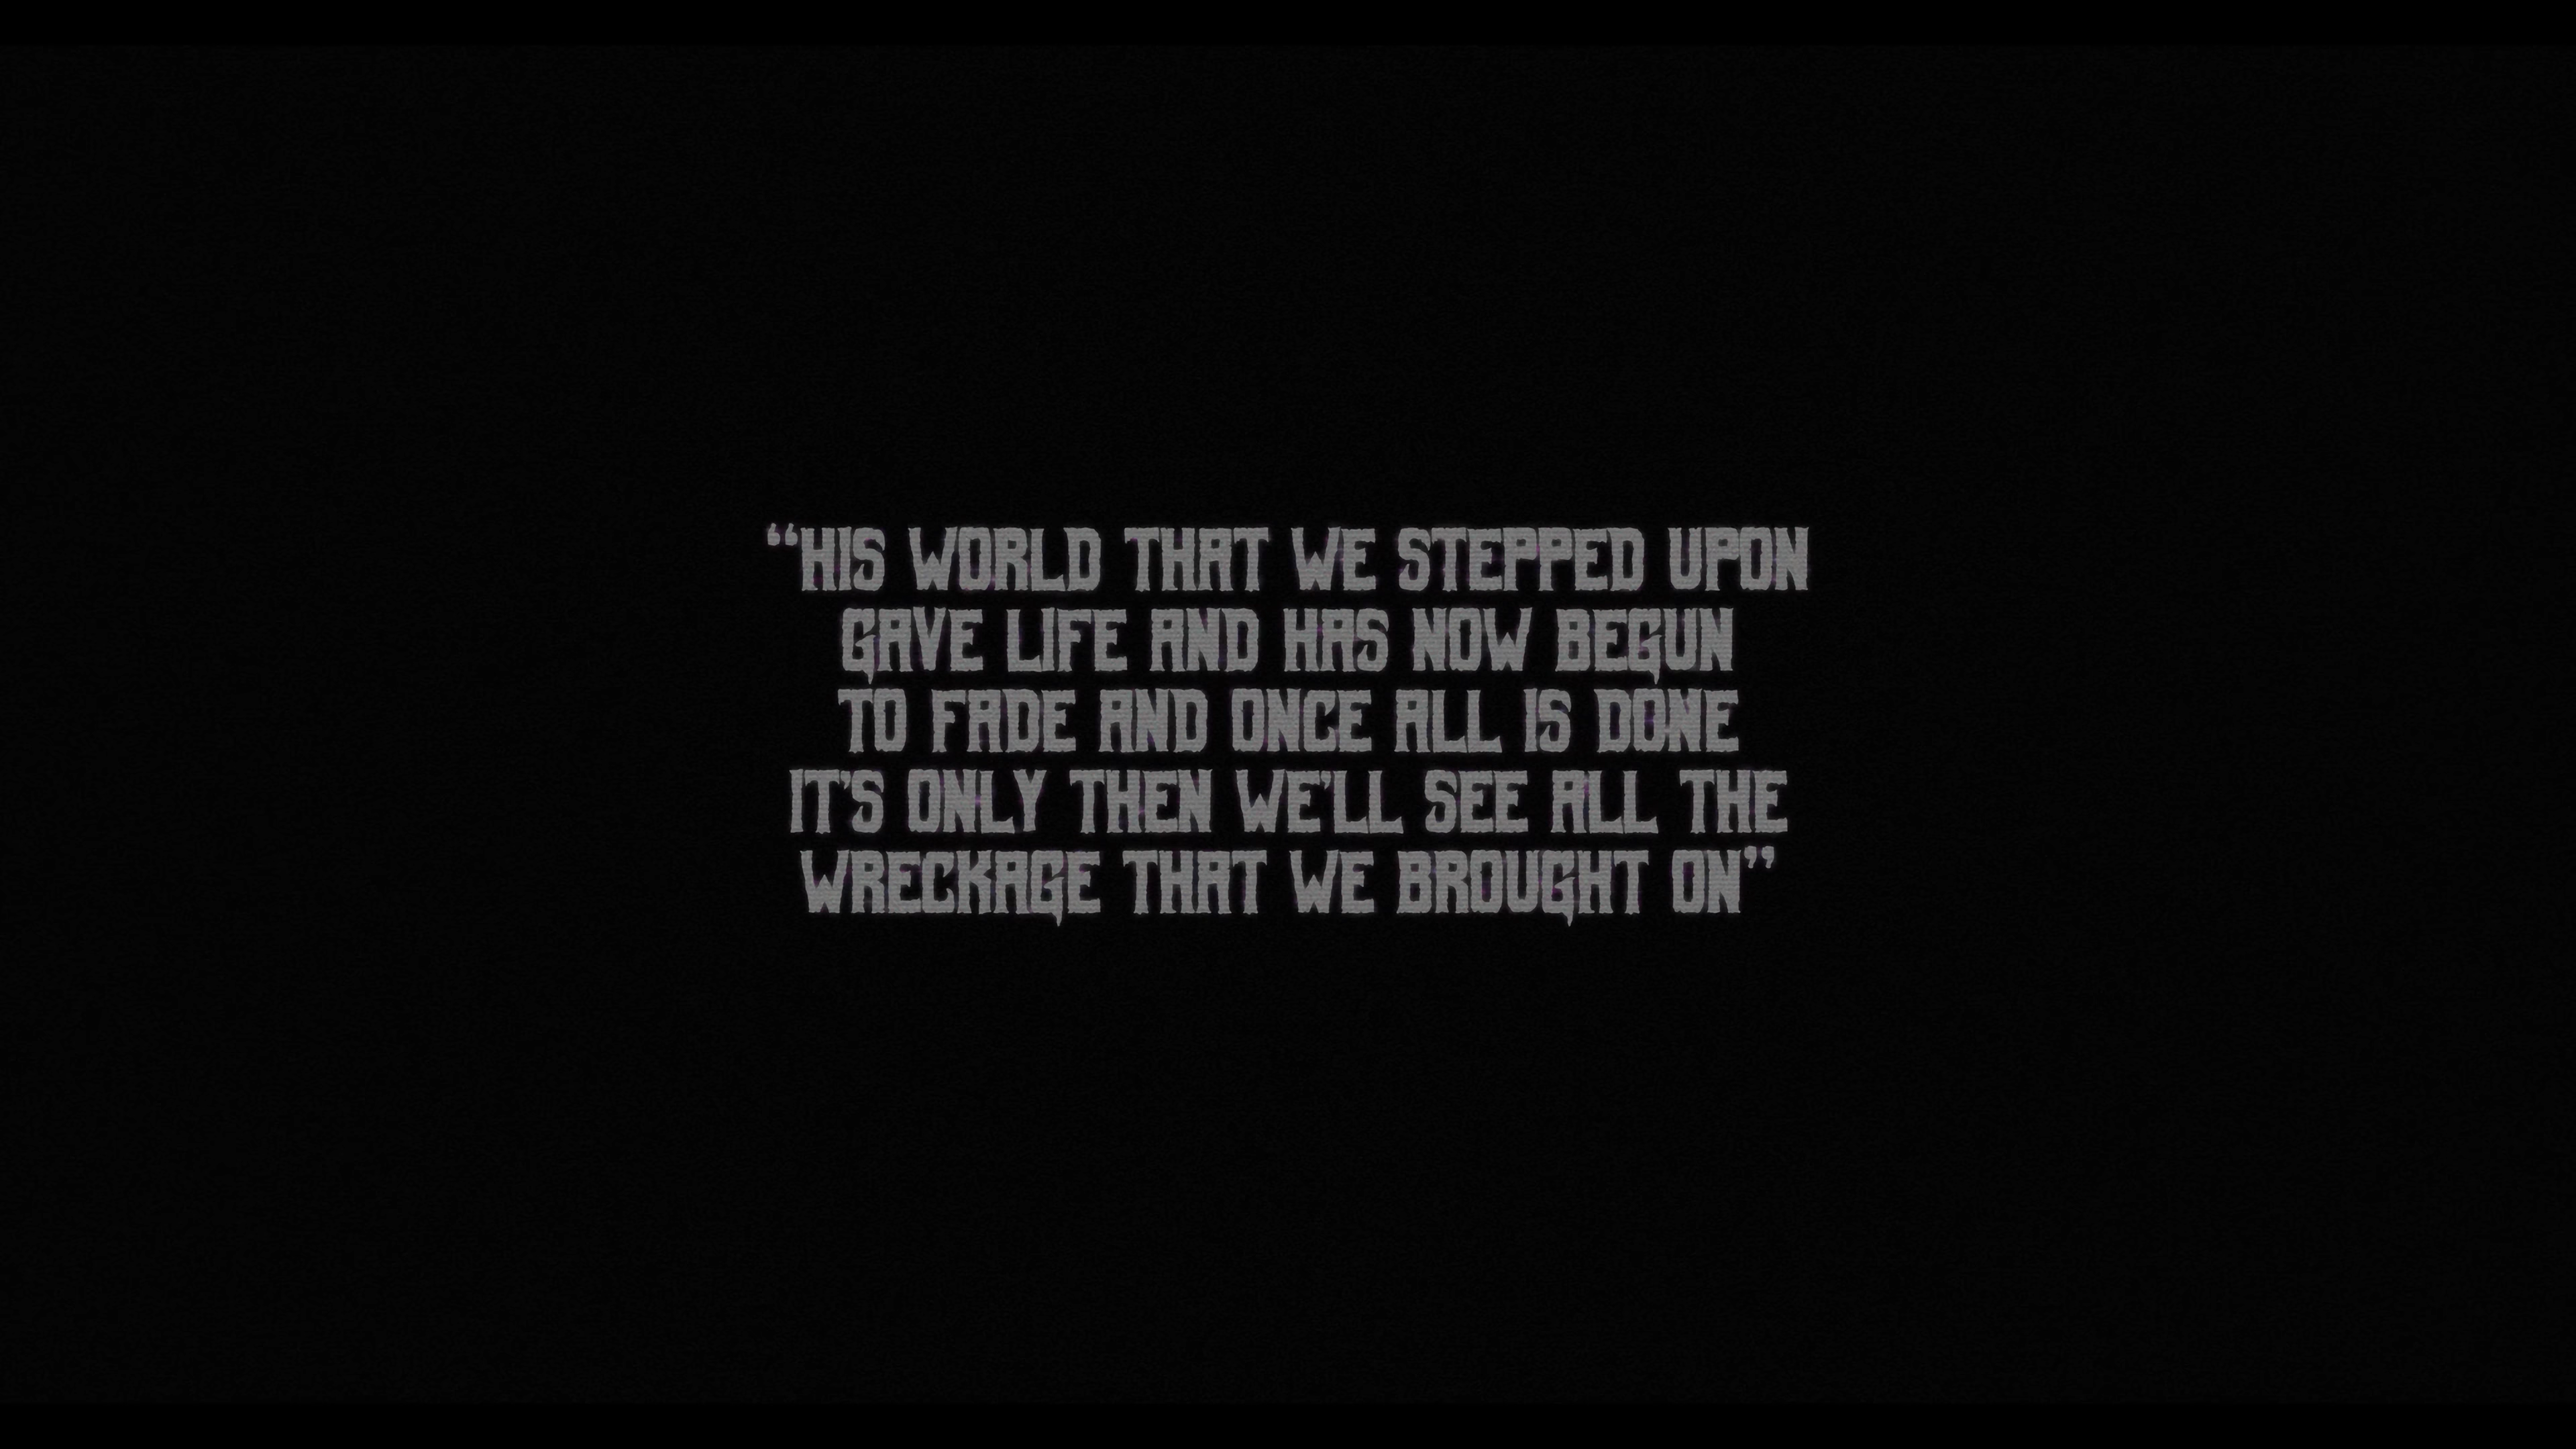 “HIS WORLD THAT WE STEPPED UPON
GAVE LIFE AND HAS NOW BEGUN
TO FADE AND ONCE ALL IS DONE
IT’S ONLY THEN WE’LL SEE ALL THE
WRECKAGE THAT WE BROUGHT ON”